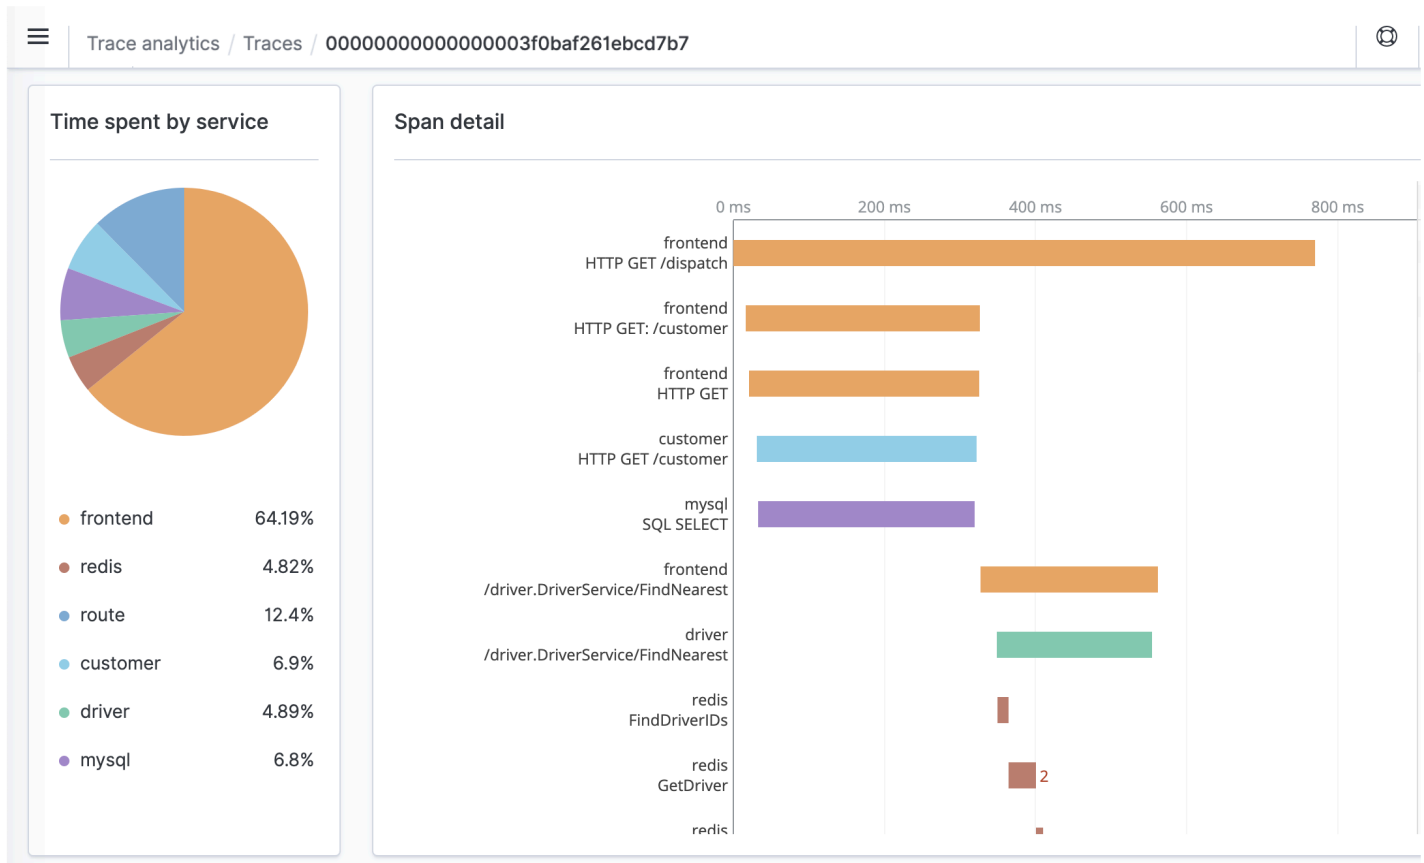 Trace analytics / Traces / 00000000000000003f0baf261ebcd7b7
Time spent by service
frontend 64.19%
redis 4.82%
route 12.4%
customer 6.9%
driver 4.89%
mysql 6.8%
Span detail
0 ms 200 ms 400 ms 600 ms 800 ms
frontend
HTTP GET /dispatch
frontend
HTTP GET: /customer
frontend
HTTP GET
customer
HTTP GET /customer
mysql
SQL SELECT
frontend
/driver.DriverService/FindNearest
driver
/driver.DriverService/FindNearest
redis
FindDriverIDs
redis
GetDriver
2
redis